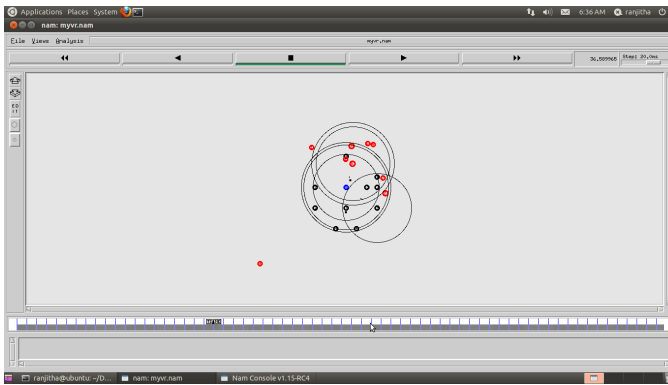 Applications Places System 6:36 AM ranjitha
nam: myvr.nam
File Views Analysis myvr.nam
36.509968 Step: 20.0ms
TIME
ranjitha@ubuntu: ~/D... nam: myvr.nam Nam Console v1.15-RC4